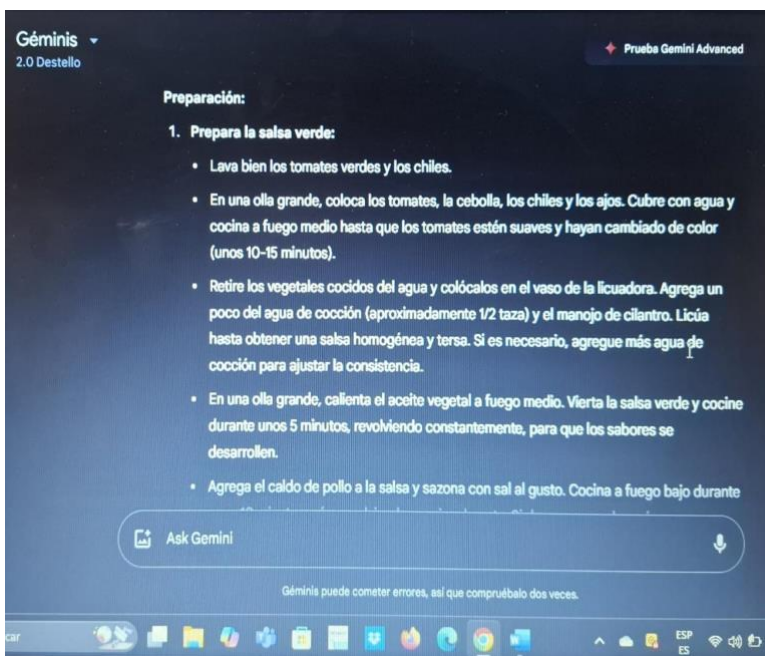 Géminis
2.0 Destello
Prueba Gemini Advanced
Preparación:
1. Prepara la salsa verde:
• Lava bien los tomates verdes y los chiles.
• En una olla grande, coloca los tomates, la cebolla, los chiles y los ajos. Cubre con agua y
cocina a fuego medio hasta que los tomates estén suaves y hayan cambiado de color
(unos 10-15 minutos).
• Retire los vegetales cocidos del agua y colócalos en el vaso de la licuadora. Agrega un
poco del agua de cocción (aproximadamente 1/2 taza) y el manojo de cilantro. Licúa
hasta obtener una salsa homogénea y tersa. Si es necesario, agregue más agua de
cocción para ajustar la consistencia.
• En una olla grande, calienta el aceite vegetal a fuego medio. Vierta la salsa verde y cocine
durante unos 5 minutos, revolviendo constantemente, para que los sabores se
desarrollen.
• Agrega el caldo de pollo a la salsa y sazona con sal al gusto. Cocina a fuego bajo durante
Ask Gemini
Géminis puede cometer errores, así que compruébalo dos veces.
car
ESP
ES